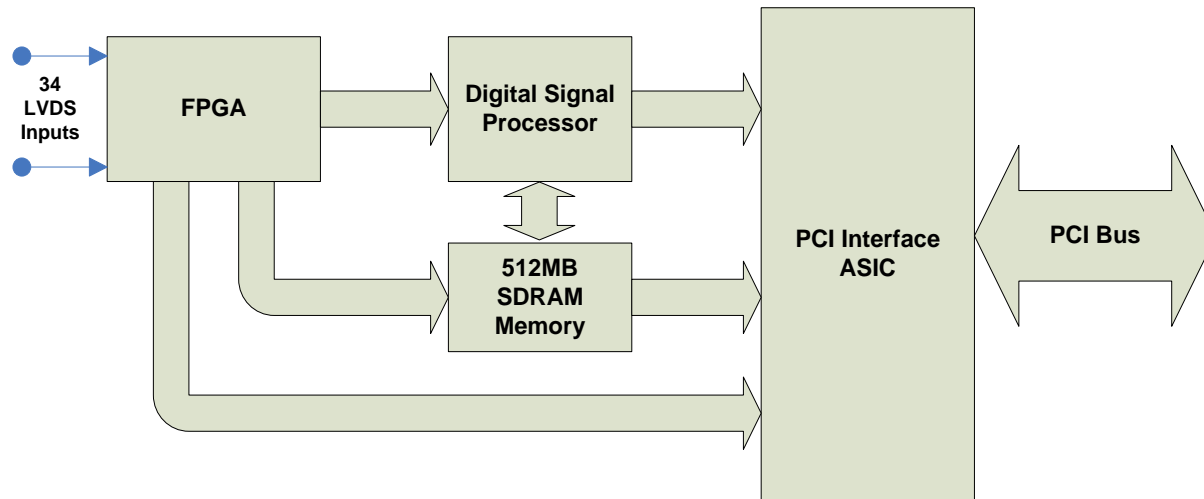 34
LVDS
Inputs
FPGA
Digital Signal
Processor
512MB
SDRAM
Memory
PCI Interface
ASIC
PCI Bus